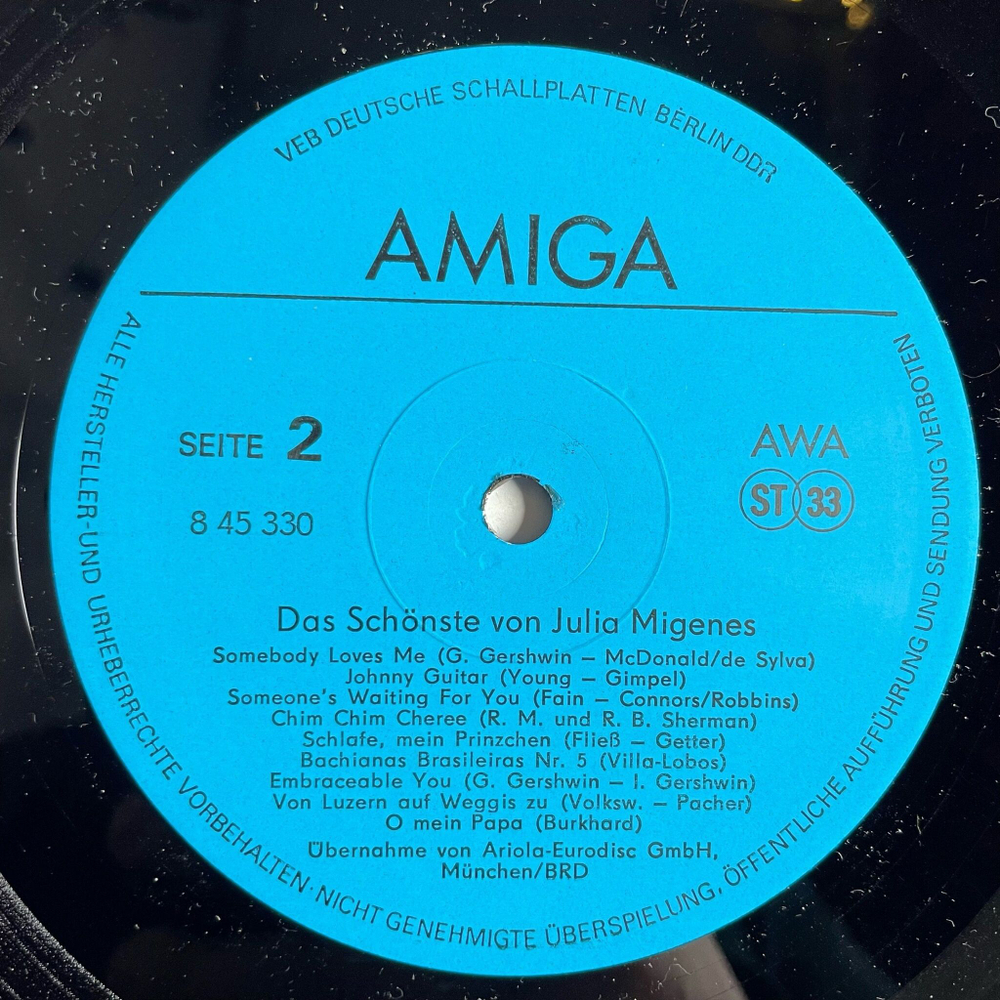 VEB DEUTSCHE SCHALLPLATTEN BERLIN DDR
AMIGA
SEITE 2
8 45 330
AWA
ST 33
Das Schönste von Julia Migenes
Somebody Loves Me (G. Gershwin – McDonald/de Sylva)
Johnny Guitar (Young – Gimpel)
Someone's Waiting For You (Fain – Connors/Robbins)
Chim Chim Cheree (R. M. und R. B. Sherman)
Schlafe, mein Prinzchen (Fließ – Getter)
Bachianas Brasileiras Nr. 5 (Villa-Lobos)
Embraceable You (G. Gershwin – I. Gershwin)
Von Luzern auf Weggis zu (Volksw. – Pacher)
O mein Papa (Burkhard)
Übernahme von Ariola-Eurodisc GmbH,
München/BRD
ALLE HERSTELLER-UND URHEBERRECHTE VORBEHALTEN·NICHT GENEHMIGTE ÜBERSPIELUNG, ÖFFENTLICHE AUFFÜHRUNG UND SENDUNG VERBOTEN